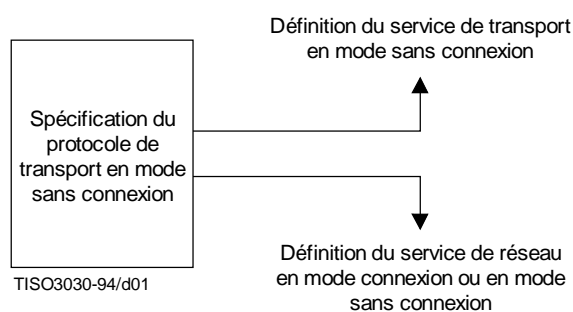 Définition du service de transport
en mode sans connexion
Spécification du
protocole de
transport en mode
sans connexion
TISO3030-94/d01
Définition du service de réseau
en mode connexion ou en mode
sans connexion